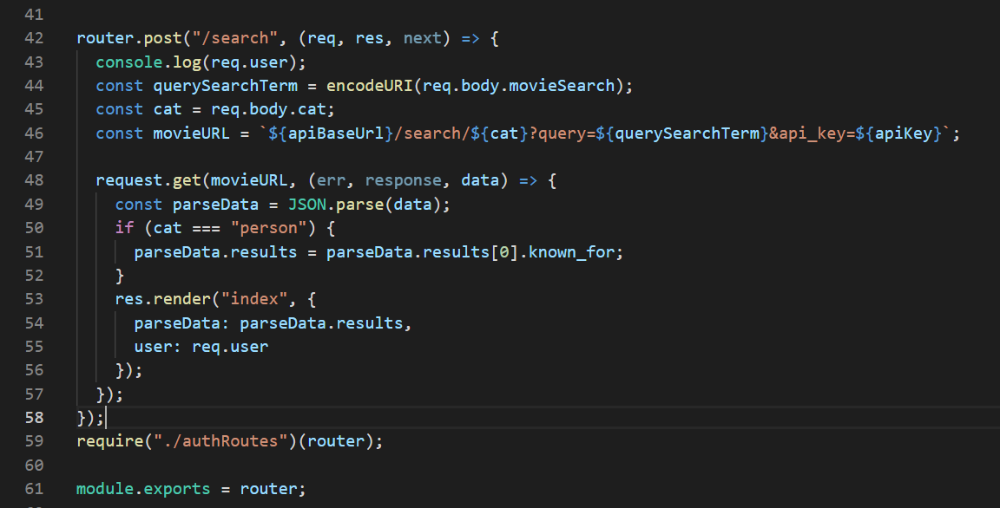 41
42 router.post("/search", (req, res, next) => {
43 console.log(req.user);
44 const querySearchTerm = encodeURI(req.body.movieSearch);
45 const cat = req.body.cat;
46 const movieURL = `${apiBaseUrl}/search/${cat}?query=${querySearchTerm}&api_key=${apiKey}`;
47
48 request.get(movieURL, (err, response, data) => {
49 const parseData = JSON.parse(data);
50 if (cat === "person") {
51 parseData.results = parseData.results[0].known_for;
52 }
53 res.render("index", {
54 parseData: parseData.results,
55 user: req.user
56 });
57 });
58 });
59 require("./authRoutes")(router);
60
61 module.exports = router;